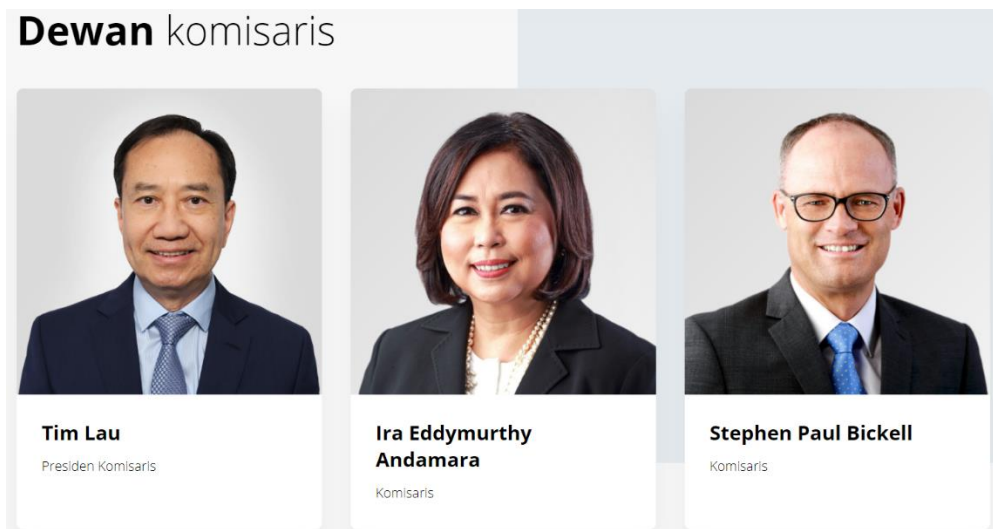 Dewan komisaris
Tim Lau
Presiden Komisaris
Ira Eddymurthy
Andamara
Komisaris
Stephen Paul Bickell
Komisaris